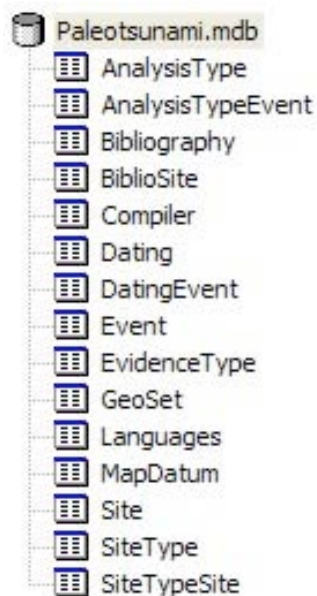 Paleotsunami.mdb
AnalysisType
AnalysisTypeEvent
Bibliography
BiblioSite
Compiler
Dating
DatingEvent
Event
EvidenceType
GeoSet
Languages
MapDatum
Site
SiteType
SiteTypeSite